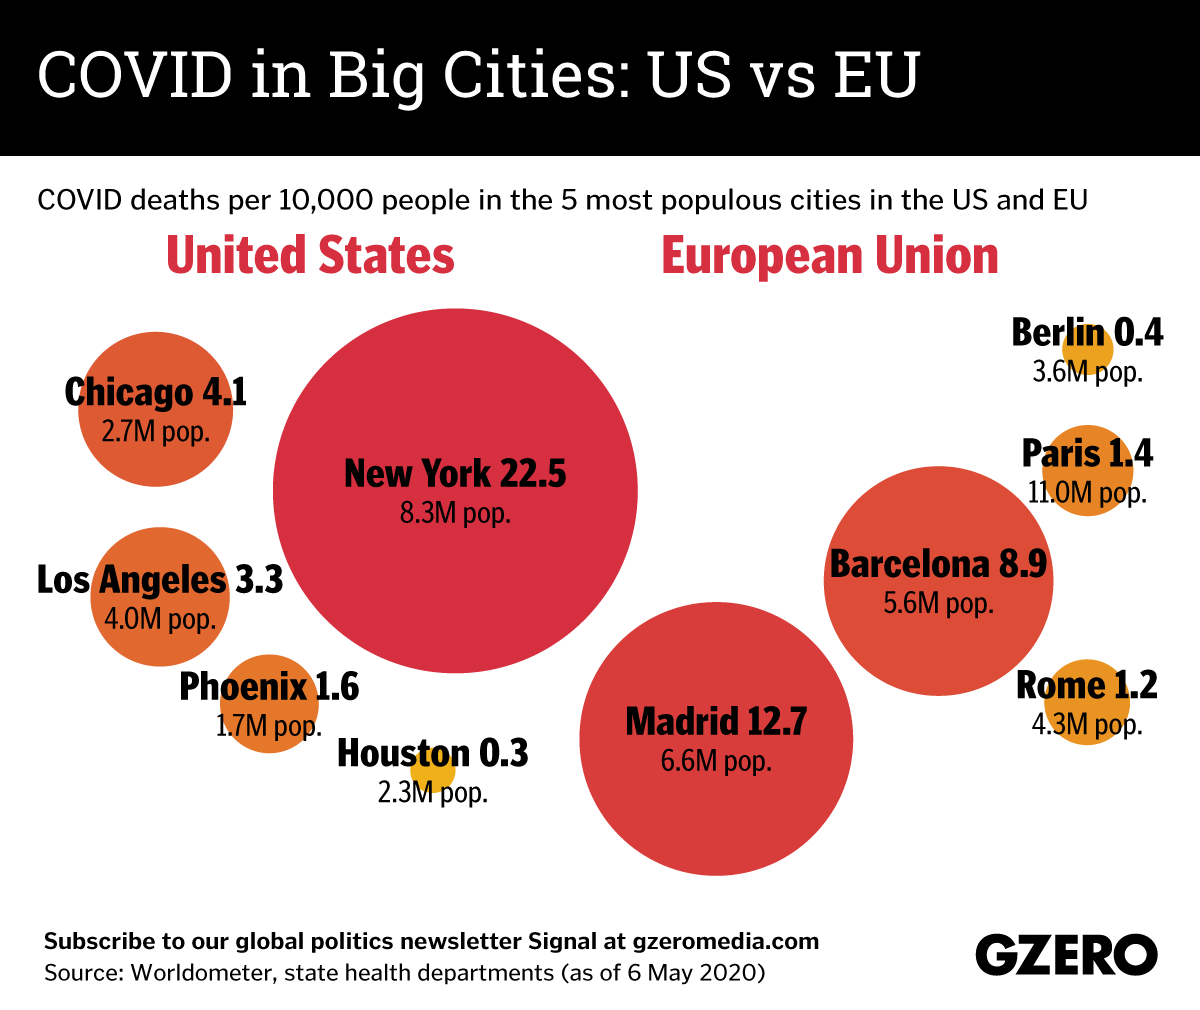 COVID in Big Cities: US vs EU
COVID deaths per 10,000 people in the 5 most populous cities in the US and EU
United States
Chicago 4.1
2.7M pop.
New York 22.5
8.3M pop.
Los Angeles 3.3
4.0M pop.
Phoenix 1.6
1.7M pop.
Houston 0.3
2.3M pop.
European Union
Berlin 0.4
3.6M pop.
Paris 1.4
11.0M pop.
Barcelona 8.9
5.6M pop.
Rome 1.2
4.3M pop.
Madrid 12.7
6.6M pop.
Subscribe to our global politics newsletter Signal at gzeromedia.com
Source: Worldometer, state health departments (as of 6 May 2020)
GZERO